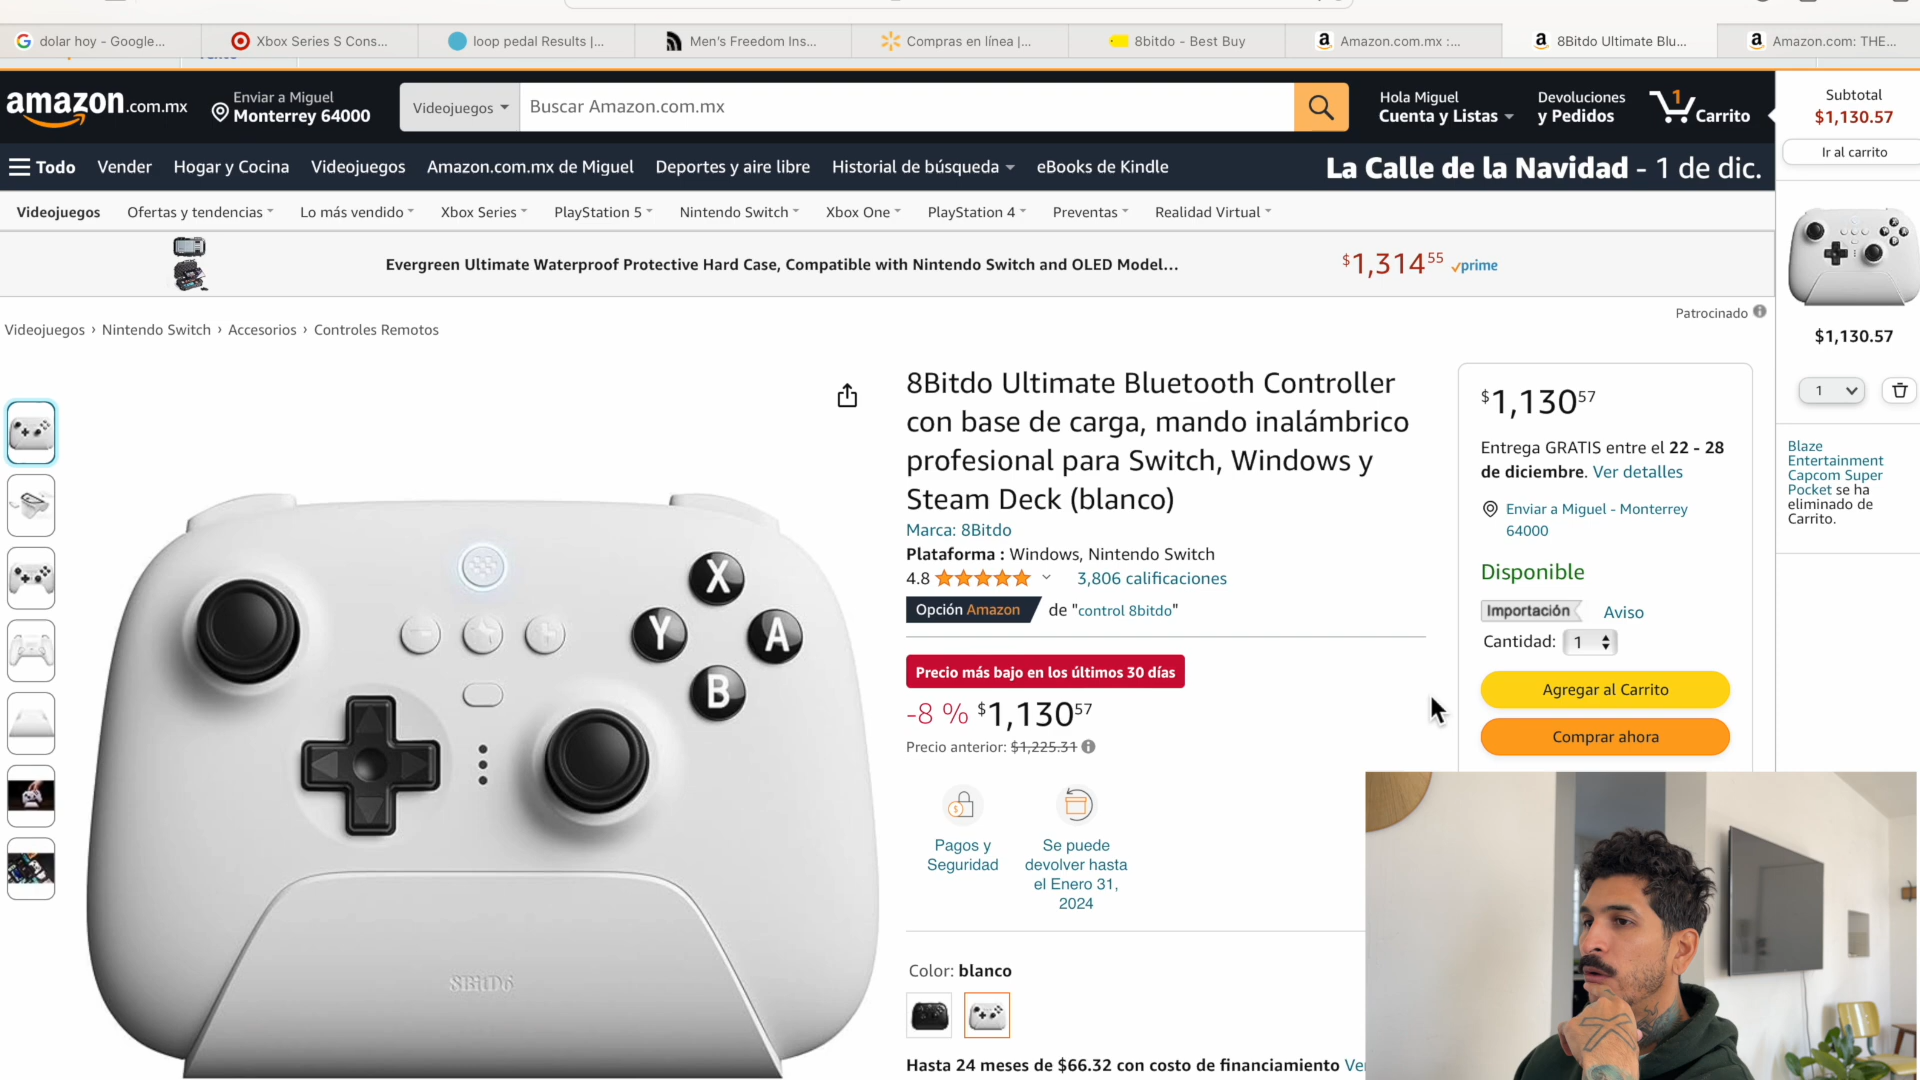 dolar hoy - Google...
Xbox Series S Cons...
loop pedal Results |...
Men's Freedom Ins...
Compras en línea |...
8bitdo - Best Buy
Amazon.com.mx :...
8Bitdo Ultimate Blu...
Amazon.com: THE...
amazon.com.mx
Enviar a Miguel
Monterrey 64000
Videojuegos
Buscar Amazon.com.mx
Hola Miguel
Cuenta y Listas
Devoluciones
y Pedidos
1
Carrito
Todo
Vender
Hogar y Cocina
Videojuegos
Amazon.com.mx de Miguel
Deportes y aire libre
Historial de búsqueda
eBooks de Kindle
La Calle de la Navidad - 1 de dic.
Videojuegos
Ofertas y tendencias
Lo más vendido
Xbox Series
PlayStation 5
Nintendo Switch
Xbox One
PlayStation 4
Preventas
Realidad Virtual
Evergreen Ultimate Waterproof Protective Hard Case, Compatible with Nintendo Switch and OLED Model...
$1,314 55 prime
Patrocinado
Videojuegos › Nintendo Switch › Accesorios › Controles Remotos
X
Y
A
B
8BitDo
8Bitdo Ultimate Bluetooth Controller
con base de carga, mando inalámbrico
profesional para Switch, Windows y
Steam Deck (blanco)
Marca: 8Bitdo
Plataforma : Windows, Nintendo Switch
4.8
3,806 calificaciones
Opción Amazon de "control 8bitdo"
Precio más bajo en los últimos 30 días
-8 % $1,130 57
Precio anterior: $1,225.31
Pagos y
Seguridad
Se puede
devolver hasta
el Enero 31,
2024
Color: blanco
Hasta 24 meses de $66.32 con costo de financiamiento
$1,130 57
Entrega GRATIS entre el 22 - 28
de diciembre. Ver detalles
Enviar a Miguel - Monterrey
64000
Disponible
Importación
Aviso
Cantidad: 1
Agregar al Carrito
Comprar ahora
Subtotal
$1,130.57
Ir al carrito
$1,130.57
1
Blaze
Entertainment
Capcom Super
Pocket se ha
eliminado de
Carrito.